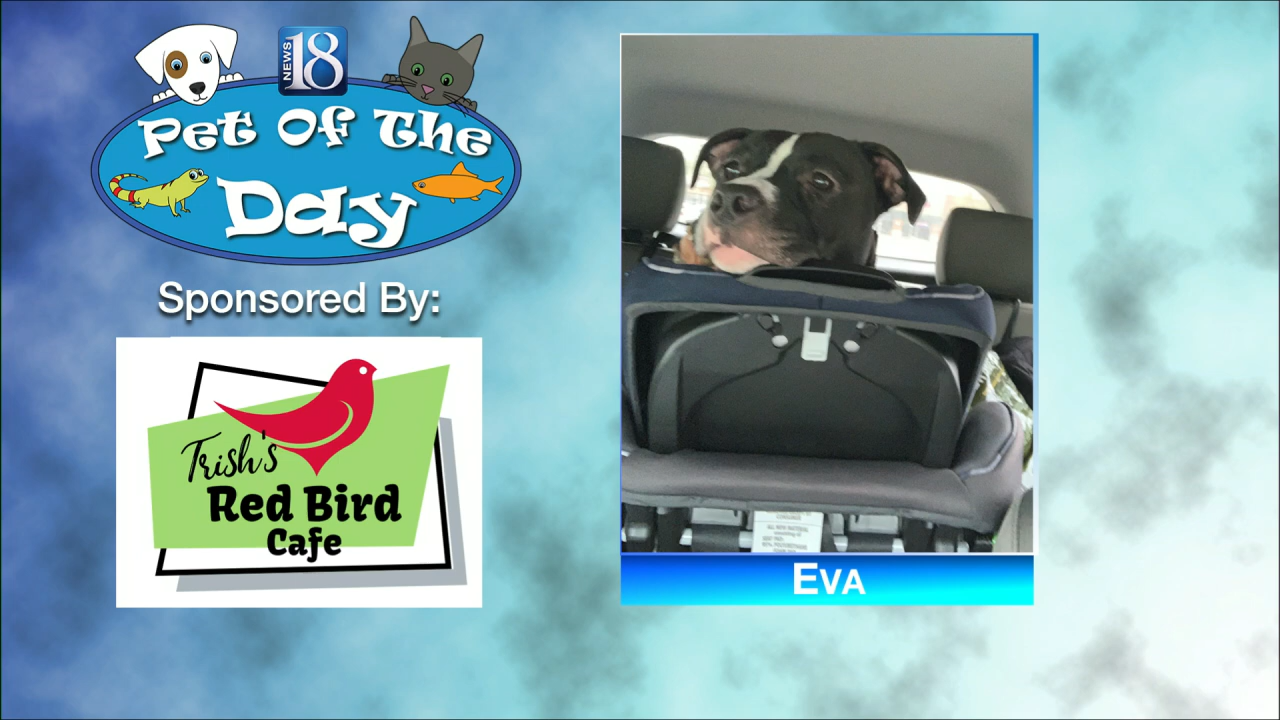 NEWS 18
Pet Of The
Day
Sponsored By:
Trish's
Red Bird
Cafe
EVA